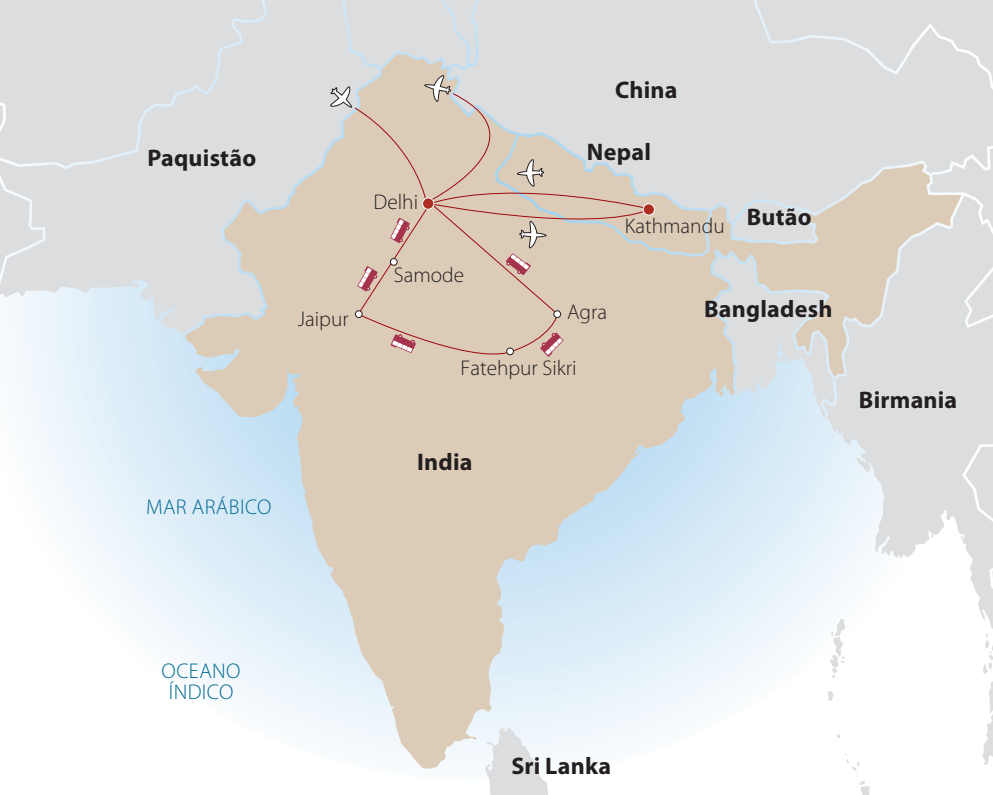 China
Nepal
Paquistão
Delhi
Butão
Kathmandu
Samode
Bangladesh
Jaipur
Agra
Fatehpur Sikri
Birmania
India
MAR ARÁBICO
OCEANO
ÍNDICO
Sri Lanka